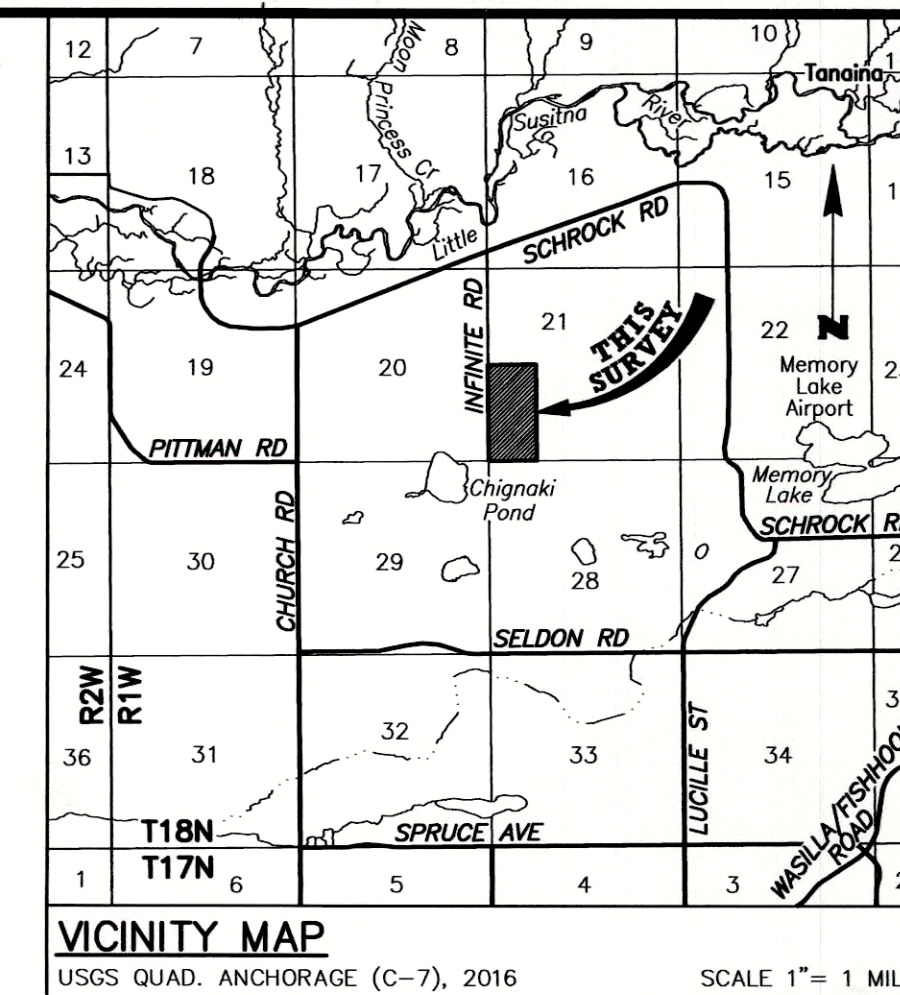 12
7
8
9
10
Moon Princess Cr
Tanaina
Susitna
River
13
18
17
16
15
Little
SCHROCK RD
INFINITE RD
21
THIS
SURVEY
22
N
24
19
20
Memory
Lake
Airport
PITTMAN RD
Chignaki
Pond
Memory
Lake
SCHROCK
CHURCH RD
25
30
29
28
27
SELDON RD
R2W
R1W
32
36
31
33
LUCILLE ST
34
WASILLA/FISHHOOK
ROAD
T18N
SPRUCE AVE
T17N
1
6
5
4
3
VICINITY MAP
USGS QUAD. ANCHORAGE (C-7), 2016
SCALE 1"= 1 MIL